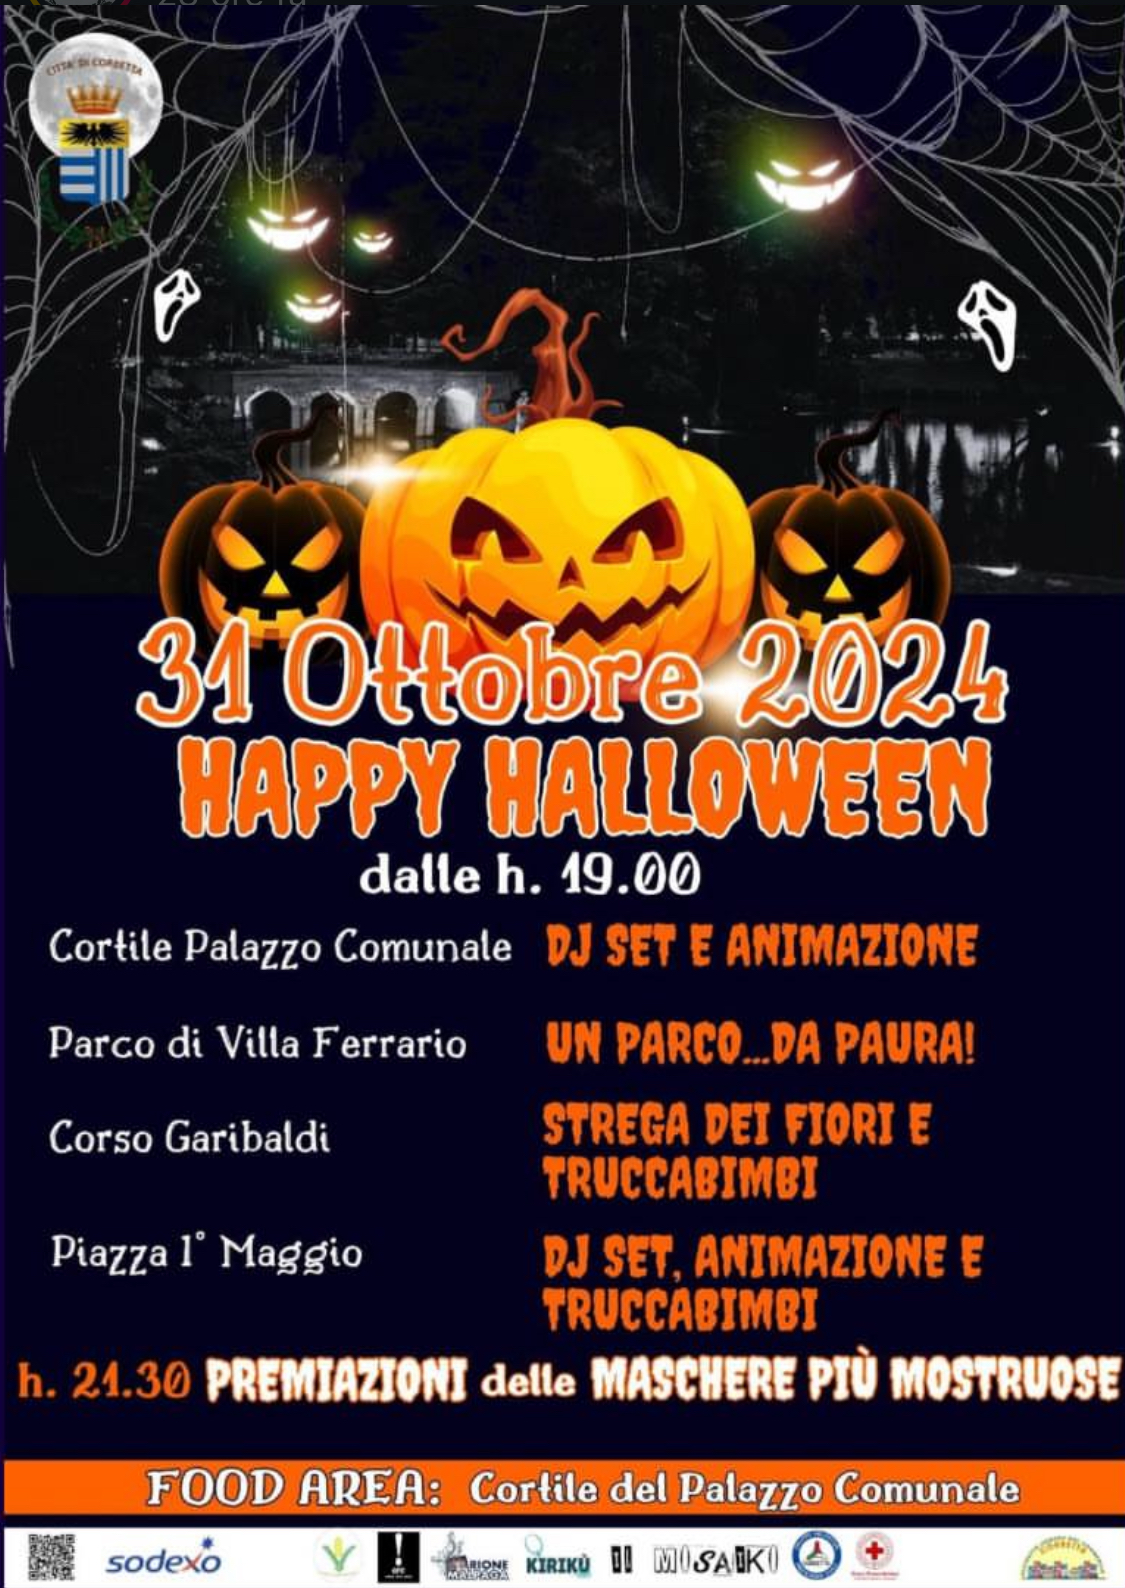 CITTA' DI CORBETTA
31 Ottobre 2024
HAPPY HALLOWEEN
dalle h. 19.00
Cortile Palazzo Comunale DJ SET E ANIMAZIONE
Parco di Villa Ferrario UN PARCO...DA PAURA!
Corso Garibaldi STREGA DEI FIORI E
TRUCCABIMBI
Piazza 1° Maggio DJ SET, ANIMAZIONE E
TRUCCABIMBI
h. 21.30 PREMIAZIONI delle MASCHERE PIÙ MOSTRUOSE
FOOD AREA: Cortile del Palazzo Comunale
sodexo
RIONE
MALPAGA
KIRIKÙ
Il MOSAIKO